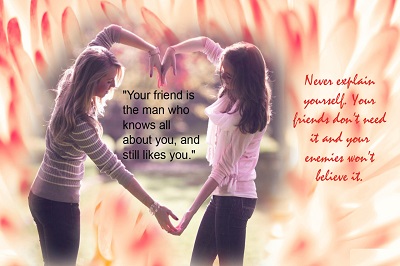 "Your friend is
the man who
knows all
about you, and
still likes you."
Never explain
yourself. Your
friends don't need
it and your
enemies won't
believe it.